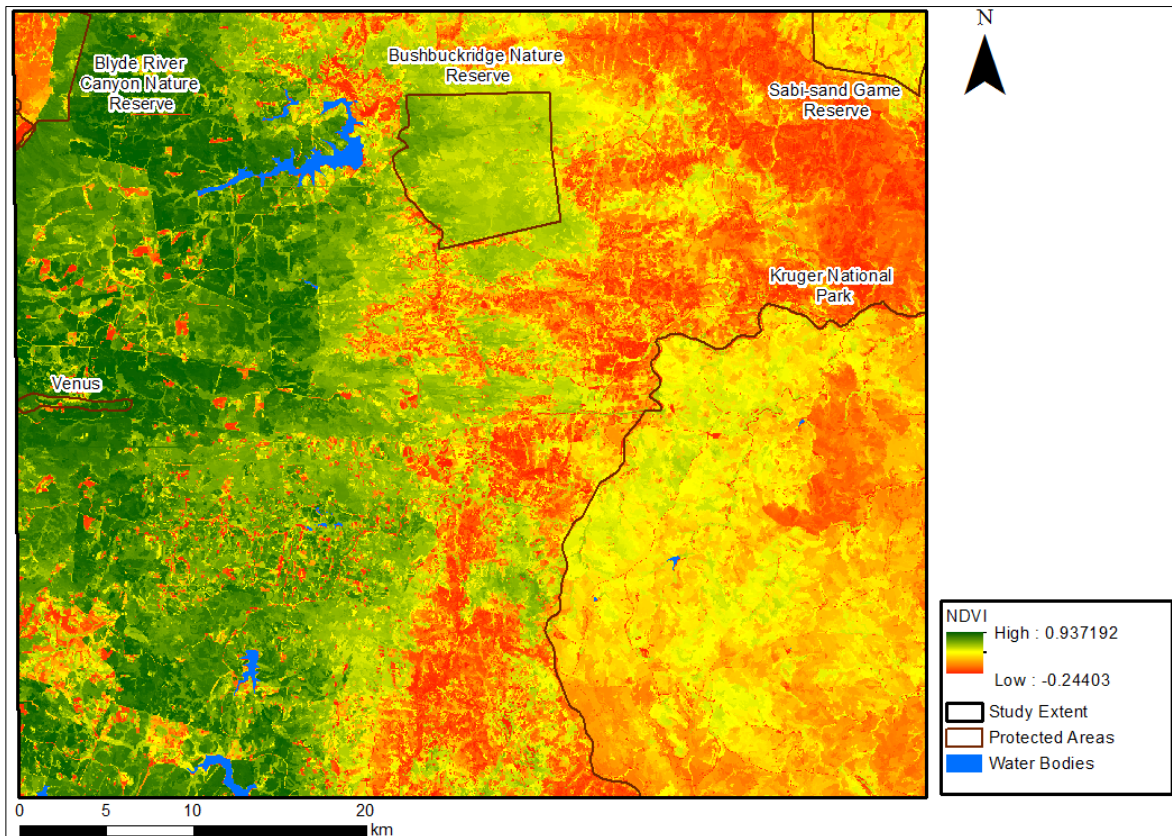 N
Blyde River
Canyon Nature
Reserve
Bushbuckridge Nature
Reserve
Sabi-sand Game
Reserve
Kruger National
Park
Venus
NDVI
High : 0.937192
Low : -0.24403
Study Extent
Protected Areas
Water Bodies
0 5 10 20
km